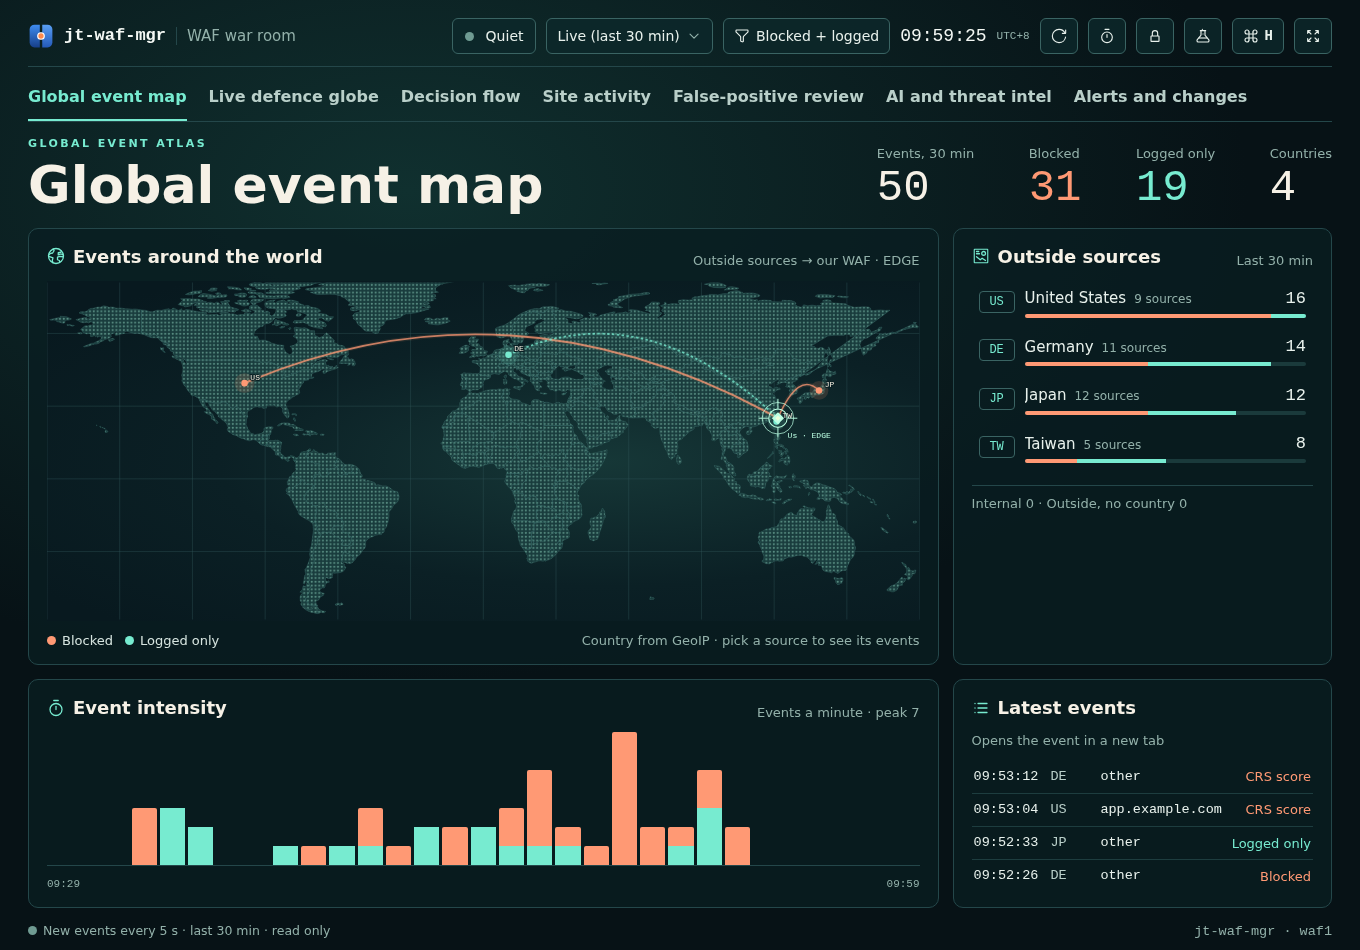 jt-waf-mgr WAF war room Quiet Live (last 30 min) Blocked + logged 09:59:25 UTC+8 ⌘ H
Global event map Live defence globe Decision flow Site activity False-positive review AI and threat intel Alerts and changes
GLOBAL EVENT ATLAS
Global event map
Events, 30 min Blocked Logged only Countries
50 31 19 4
Events around the world
Outside sources → our WAF · EDGE
US
DE
JP
Us · EDGE
Blocked Logged only
Country from GeoIP · pick a source to see its events
Outside sources Last 30 min
US United States 9 sources 16
DE Germany 11 sources 14
JP Japan 12 sources 12
TW Taiwan 5 sources 8
Internal 0 · Outside, no country 0
Event intensity
Events a minute · peak 7
09:29 09:59
Latest events
Opens the event in a new tab
09:53:12 DE other CRS score
09:53:04 US app.example.com CRS score
09:52:33 JP other Logged only
09:52:26 DE other Blocked
New events every 5 s · last 30 min · read only
jt-waf-mgr · waf1